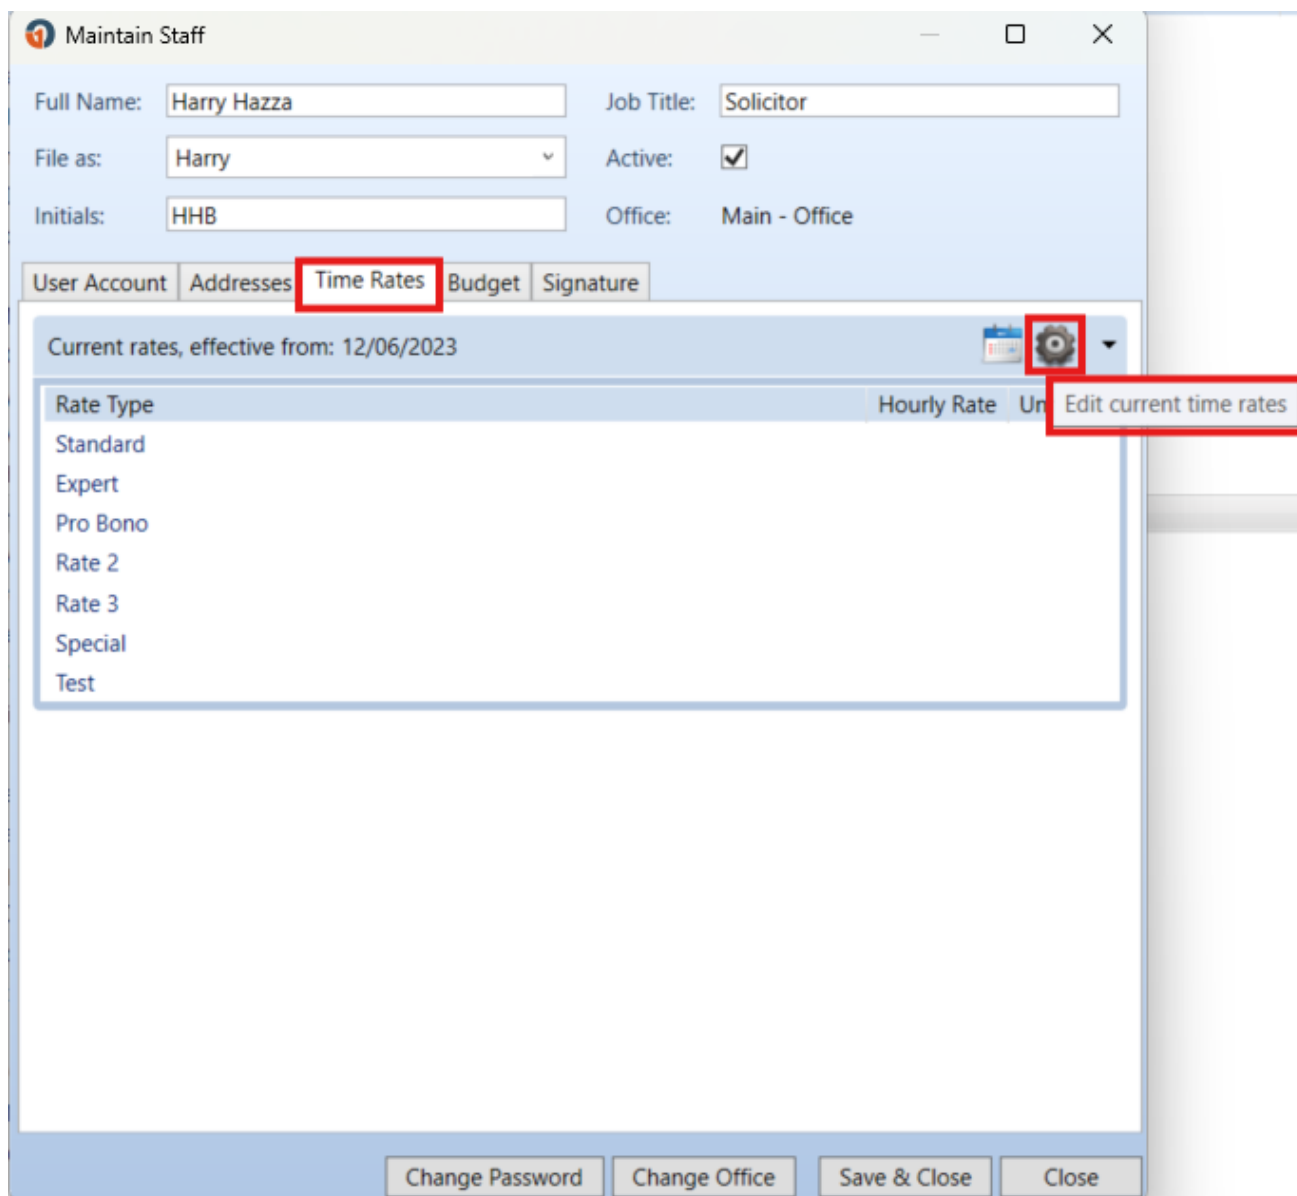 Maintain Staff
Full Name: Harry Hazza Job Title: Solicitor
File as: Harry Active:
Initials: HHB Office: Main - Office
User Account Addresses Time Rates Budget Signature
Current rates, effective from: 12/06/2023
Rate Type Hourly Rate Un Edit current time rates
Standard
Expert
Pro Bono
Rate 2
Rate 3
Special
Test
Change Password Change Office Save & Close Close